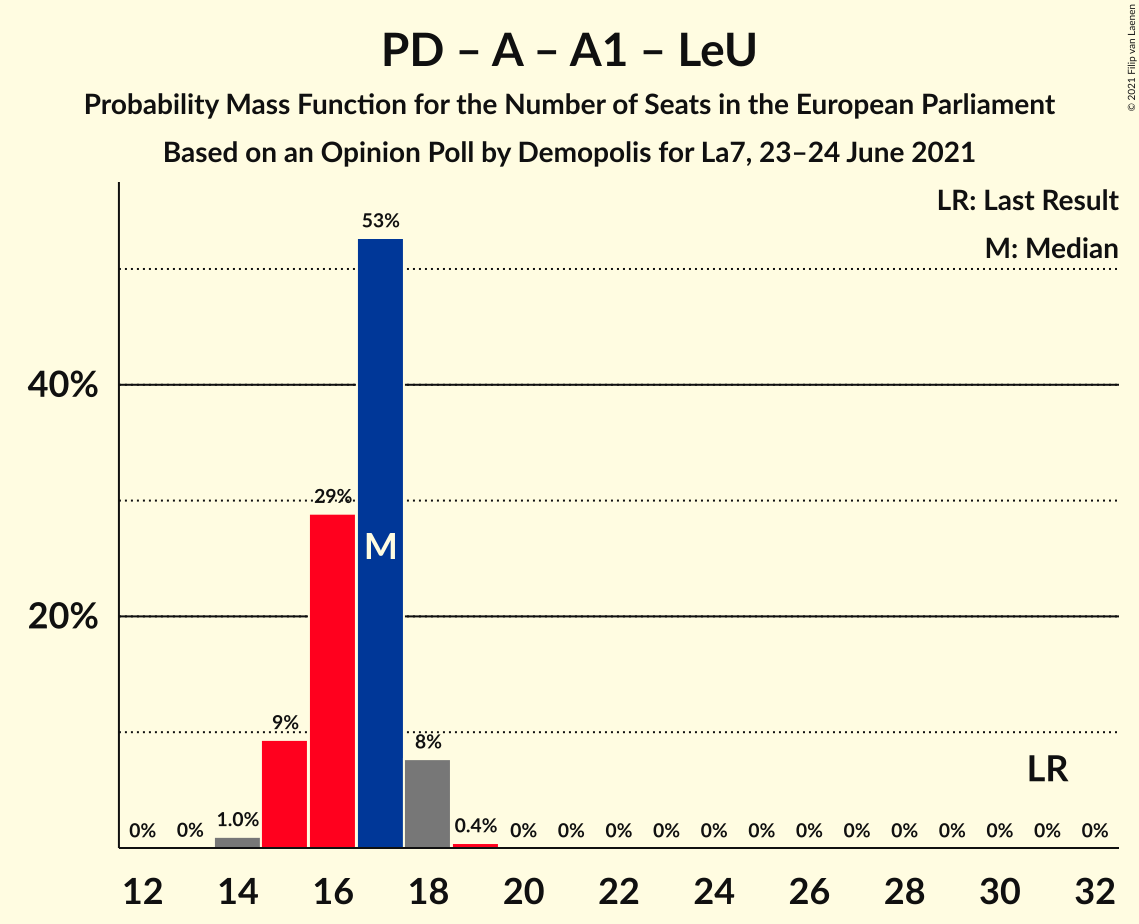 PD – A – A1 – LeU
Probability Mass Function for the Number of Seats in the European Parliament
Based on an Opinion Poll by Demopolis for La7, 23–24 June 2021
© 2021 Filip van Laenen
LR: Last Result
M: Median
53%
40%
29%
M
20%
9%
8%
LR
0% 0% 1.0% 0.4% 0% 0% 0% 0% 0% 0% 0% 0% 0% 0% 0% 0% 0%
12 14 16 18 20 22 24 26 28 30 32